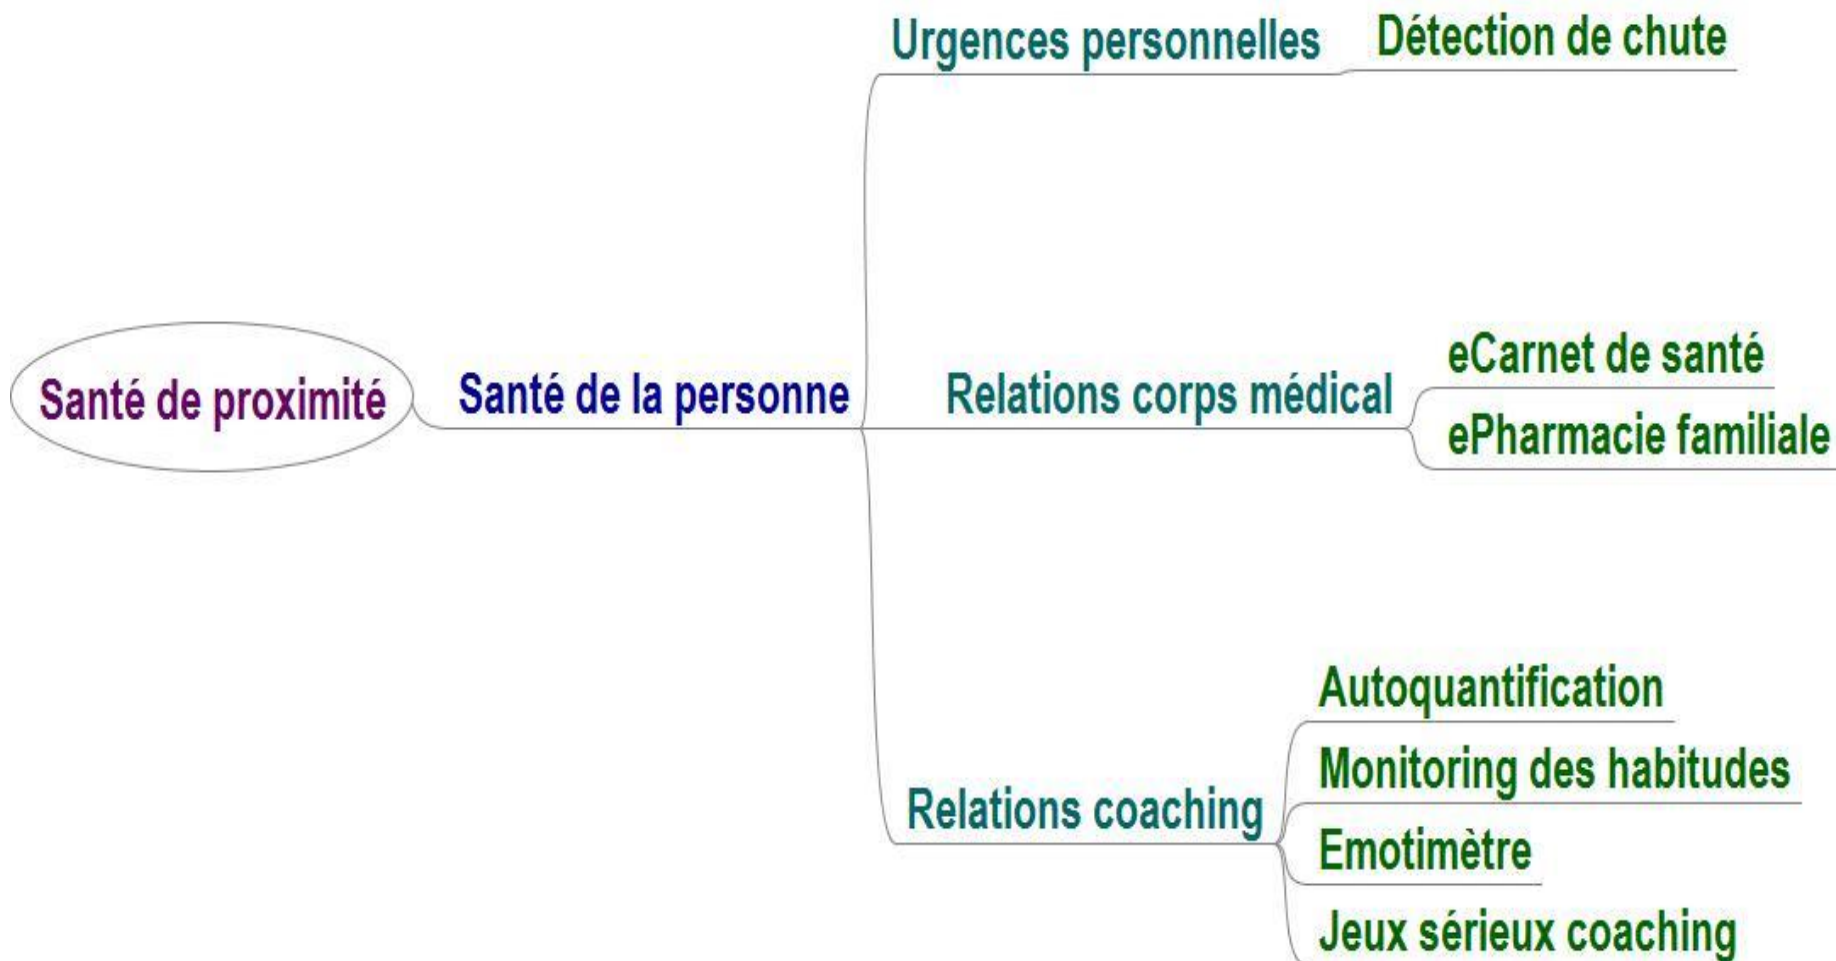 Santé de proximité
Santé de la personne
Urgences personnelles
Détection de chute
Relations corps médical
eCarnet de santé
ePharmacie familiale
Relations coaching
Autoquantification
Monitoring des habitudes
Emotimètre
Jeux sérieux coaching